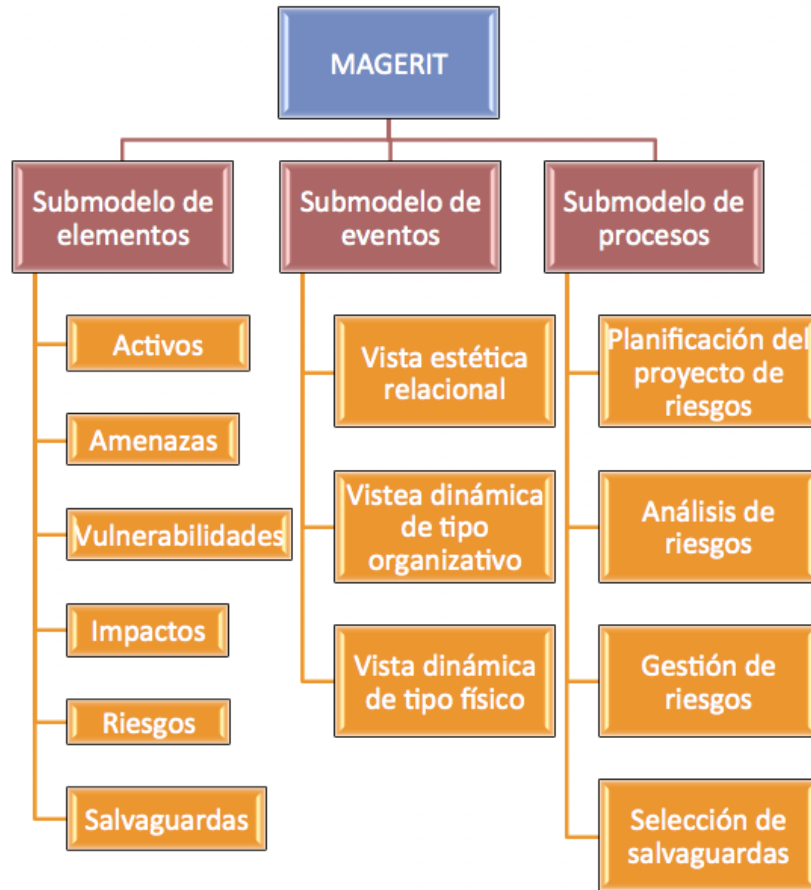 MAGERIT
Submodelo de
elementos
Activos
Amenazas
Vulnerabilidades
Impactos
Riesgos
Salvaguardas
Submodelo de
eventos
Vista estética
relacional
Vistea dinámica
de tipo
organizativo
Vista dinámica
de tipo físico
Submodelo de
procesos
Planificación del
proyecto de
riesgos
Análisis de
riesgos
Gestión de
riesgos
Selección de
salvaguardas